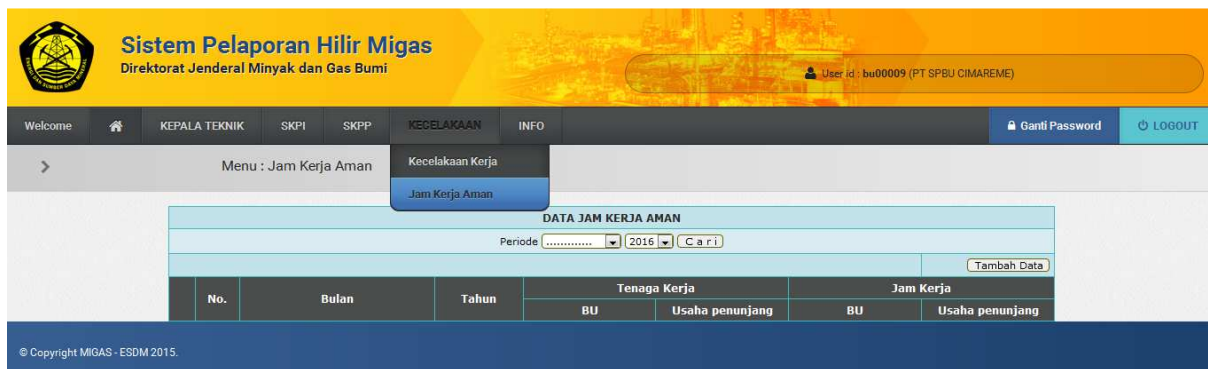 Sistem Pelaporan Hilir Migas
Direktorat Jenderal Minyak dan Gas Bumi
User id : bu00009 (PT SPBU CIMAREME)
Welcome KEPALA TEKNIK SKPI SKPP KECELAKAAN INFO Ganti Password LOGOUT
> Menu : Jam Kerja Aman
Kecelakaan Kerja
Jam Kerja Aman
DATA JAM KERJA AMAN
Periode ............ 2016 C a r i
Tambah Data
No. Bulan Tahun Tenaga Kerja Jam Kerja
BU Usaha penunjang BU Usaha penunjang
© Copyright MIGAS - ESDM 2015.